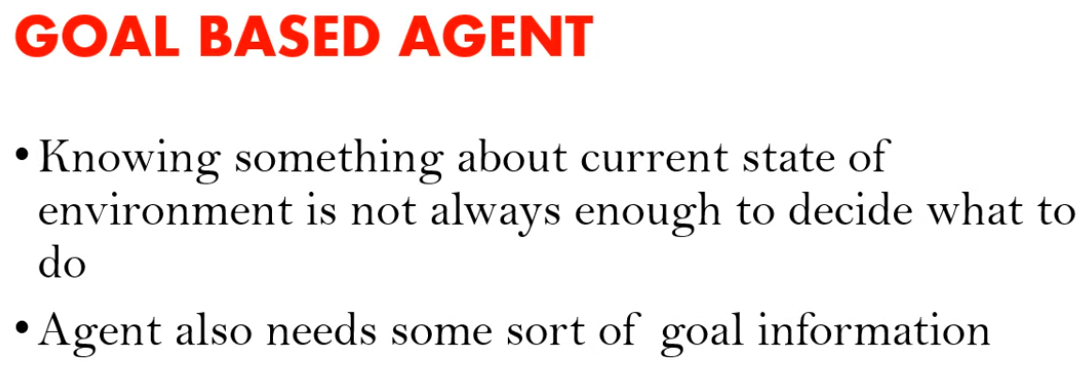 GOAL BASED AGENT
• Knowing something about current state of
environment is not always enough to decide what to
do
• Agent also needs some sort of goal information